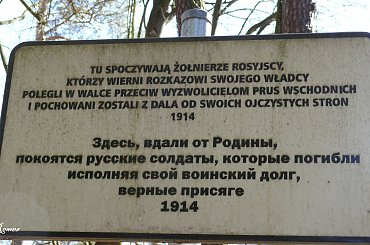 TU SPOCZYWAJĄ ŻOŁNIERZE ROSYJSCY,
KTÓRZY WIERNI ROZKAZOWI SWOJEGO WŁADCY
POLEGLI W WALCE PRZECIW WYZWOLICIELOM PRUS WSCHODNICH
I POCHOWANI ZOSTALI Z DALA OD SWOICH OJCZYSTYCH STRON
1914
Здесь, вдали от Родины,
покоятся русские солдаты, которые погибли
исполняя свой воинский долг,
верные присяге
1914